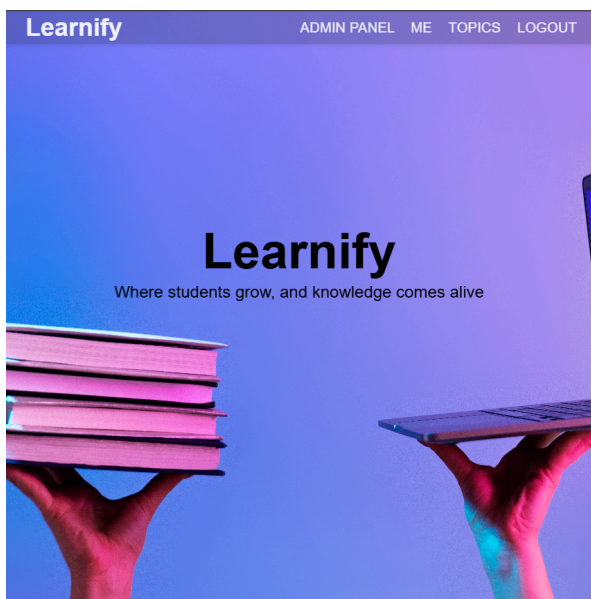 Learnify
ADMIN PANEL ME TOPICS LOGOUT
Learnify
Where students grow, and knowledge comes alive